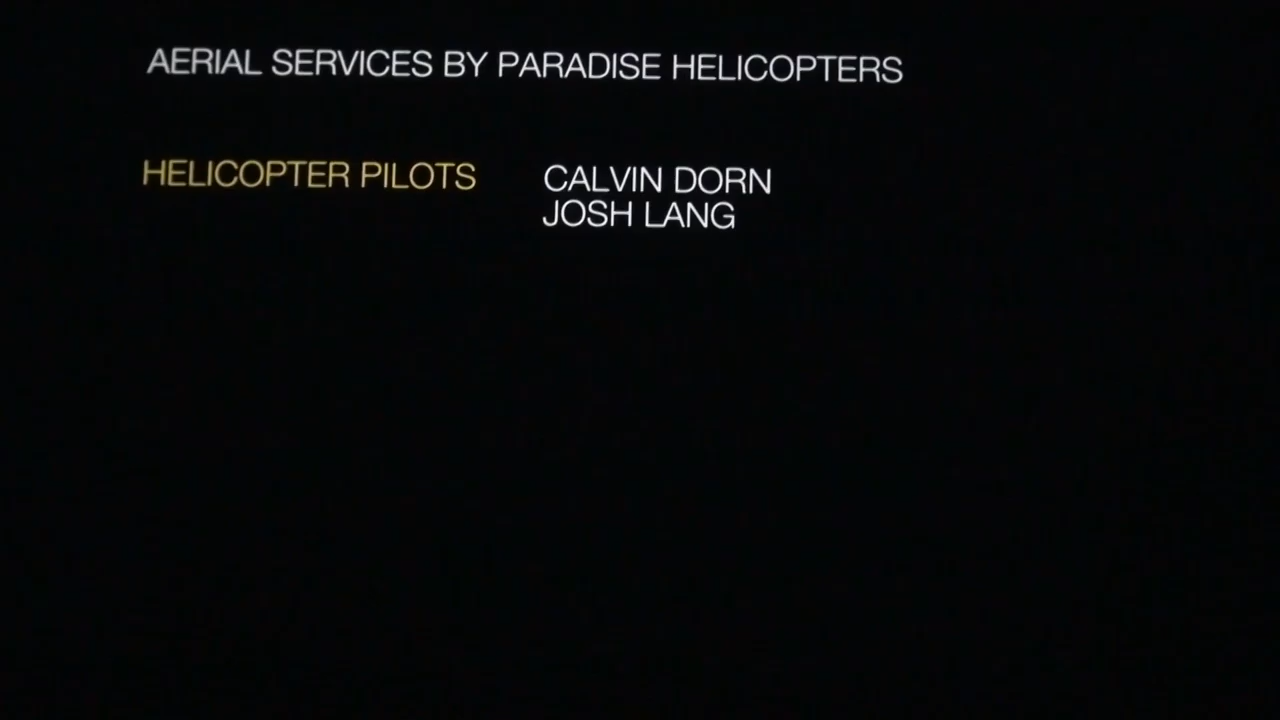 AERIAL SERVICES BY PARADISE HELICOPTERS
HELICOPTER PILOTS CALVIN DORN
JOSH LANG